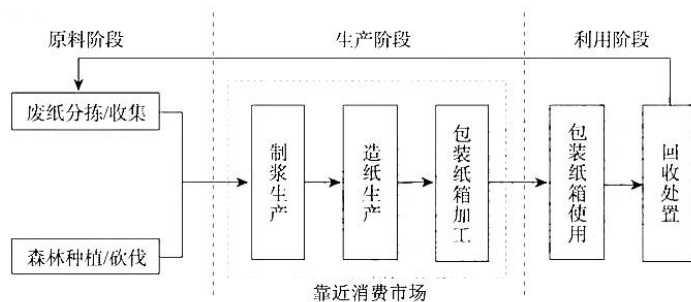 原料阶段
生产阶段
利用阶段
废纸分拣/收集
森林种植/砍伐
制浆生产
造纸生产
包装纸箱加工
包装纸箱使用
回收处置
靠近消费市场